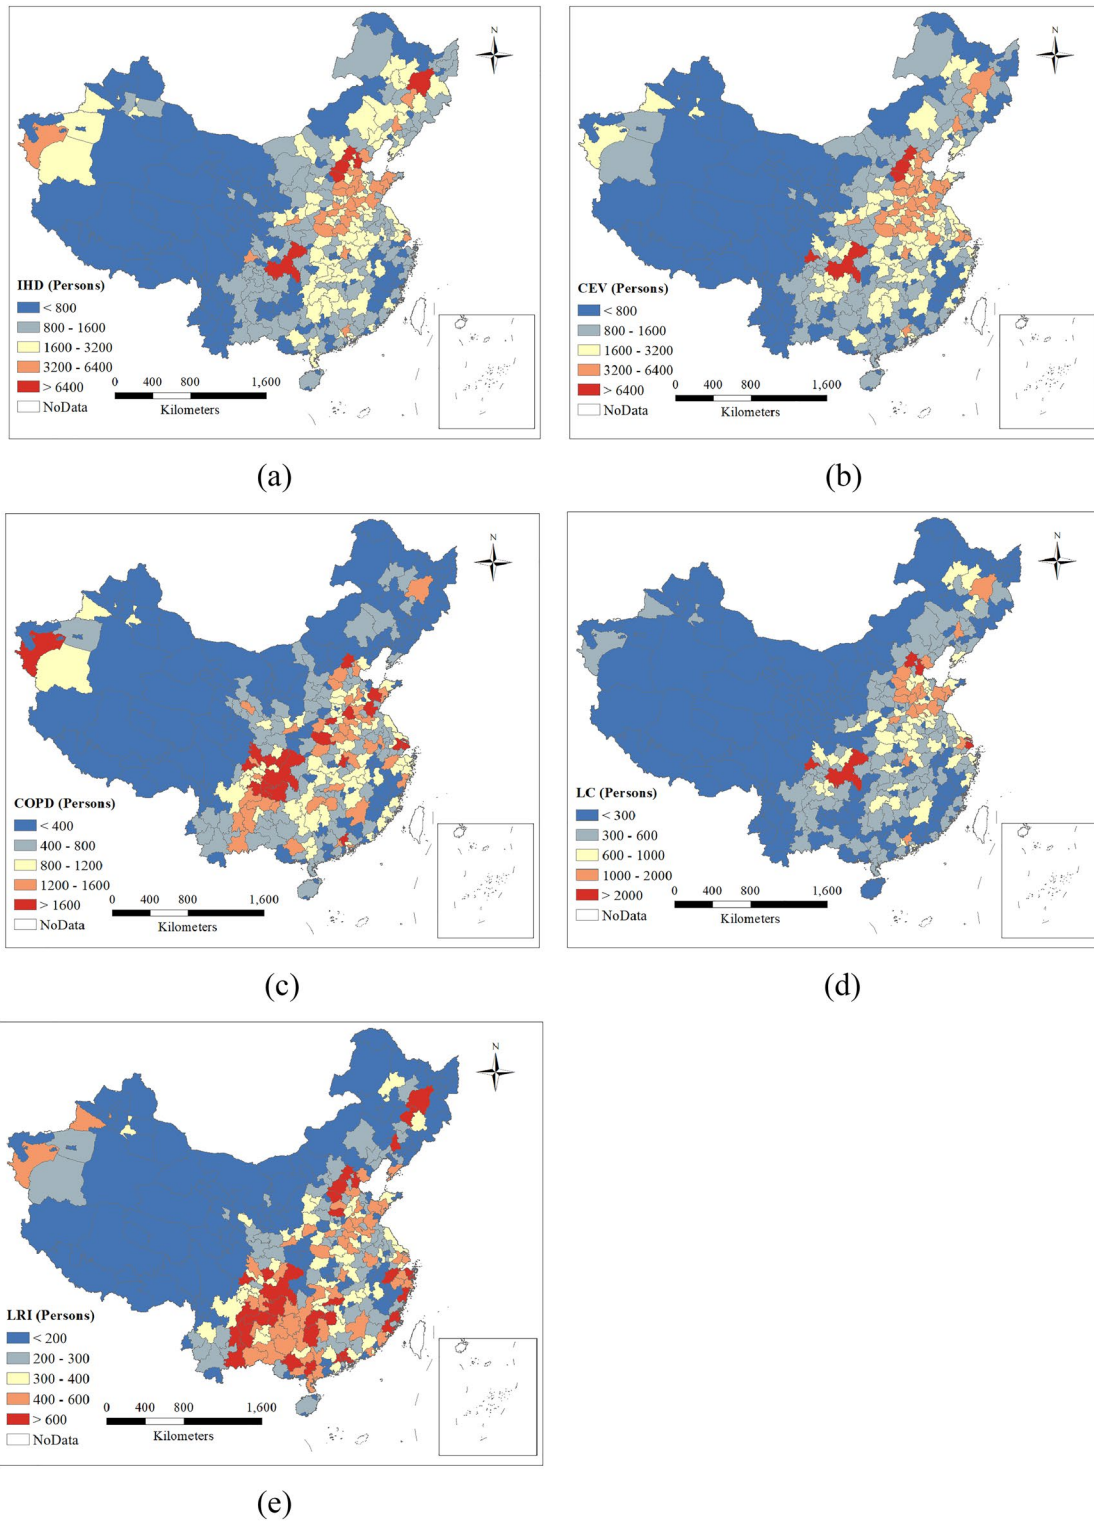 N
IHD (Persons)
< 800
800 - 1600
1600 - 3200
3200 - 6400
> 6400
NoData
0 400 800 1,600
Kilometers
(a)
N
CEV (Persons)
< 800
800 - 1600
1600 - 3200
3200 - 6400
> 6400
NoData
0 400 800 1,600
Kilometers
(b)
N
COPD (Persons)
< 400
400 - 800
800 - 1200
1200 - 1600
> 1600
NoData
0 400 800 1,600
Kilometers
(c)
N
LC (Persons)
< 300
300 - 600
600 - 1000
1000 - 2000
> 2000
NoData
0 400 800 1,600
Kilometers
(d)
N
LRI (Persons)
< 200
200 - 300
300 - 400
400 - 600
> 600
NoData
0 400 800 1,600
Kilometers
(e)